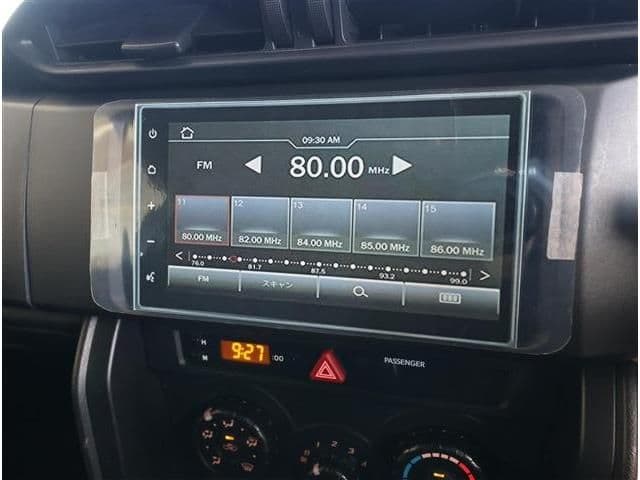 09:30 AM
FM 80.00 MHz
11 12 13 14 15
80.00 MHz 82.00 MHz 84.00 MHz 85.00 MHz 86.00 MHz
76.0 81.7 87.5 93.2 99.0
FM スキャン
H
M
9:27 :00
PASSENGER